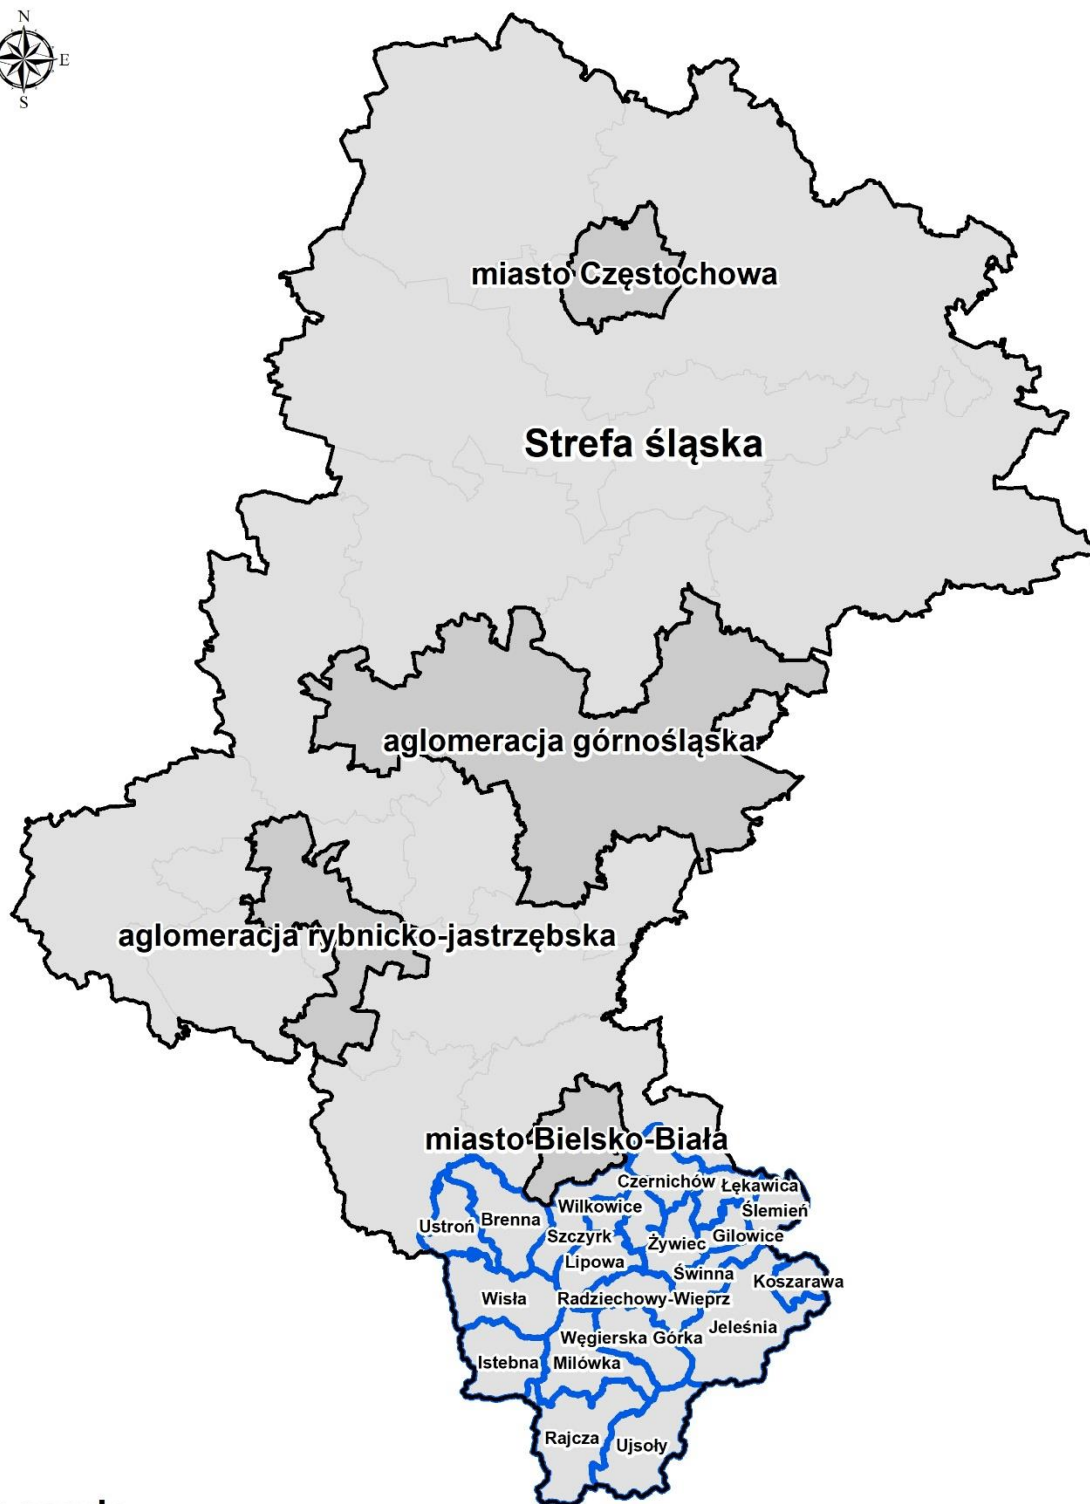 N
E
S
miasto Częstochowa
Strefa śląska
aglomeracja górnośląska
aglomeracja rybnicko-jastrzębska
miasto Bielsko-Biała
Czernichów
Łękawica
Wilkowice
Ślemień
Brenna
Ustroń
Szczyrk
Żywiec
Gilowice
Lipowa
Świnna
Koszarawa
Wisła
Radziechowy-Wieprz
Jeleśnia
Węgierska Górka
Istebna
Milówka
Rajcza
Ujsoły